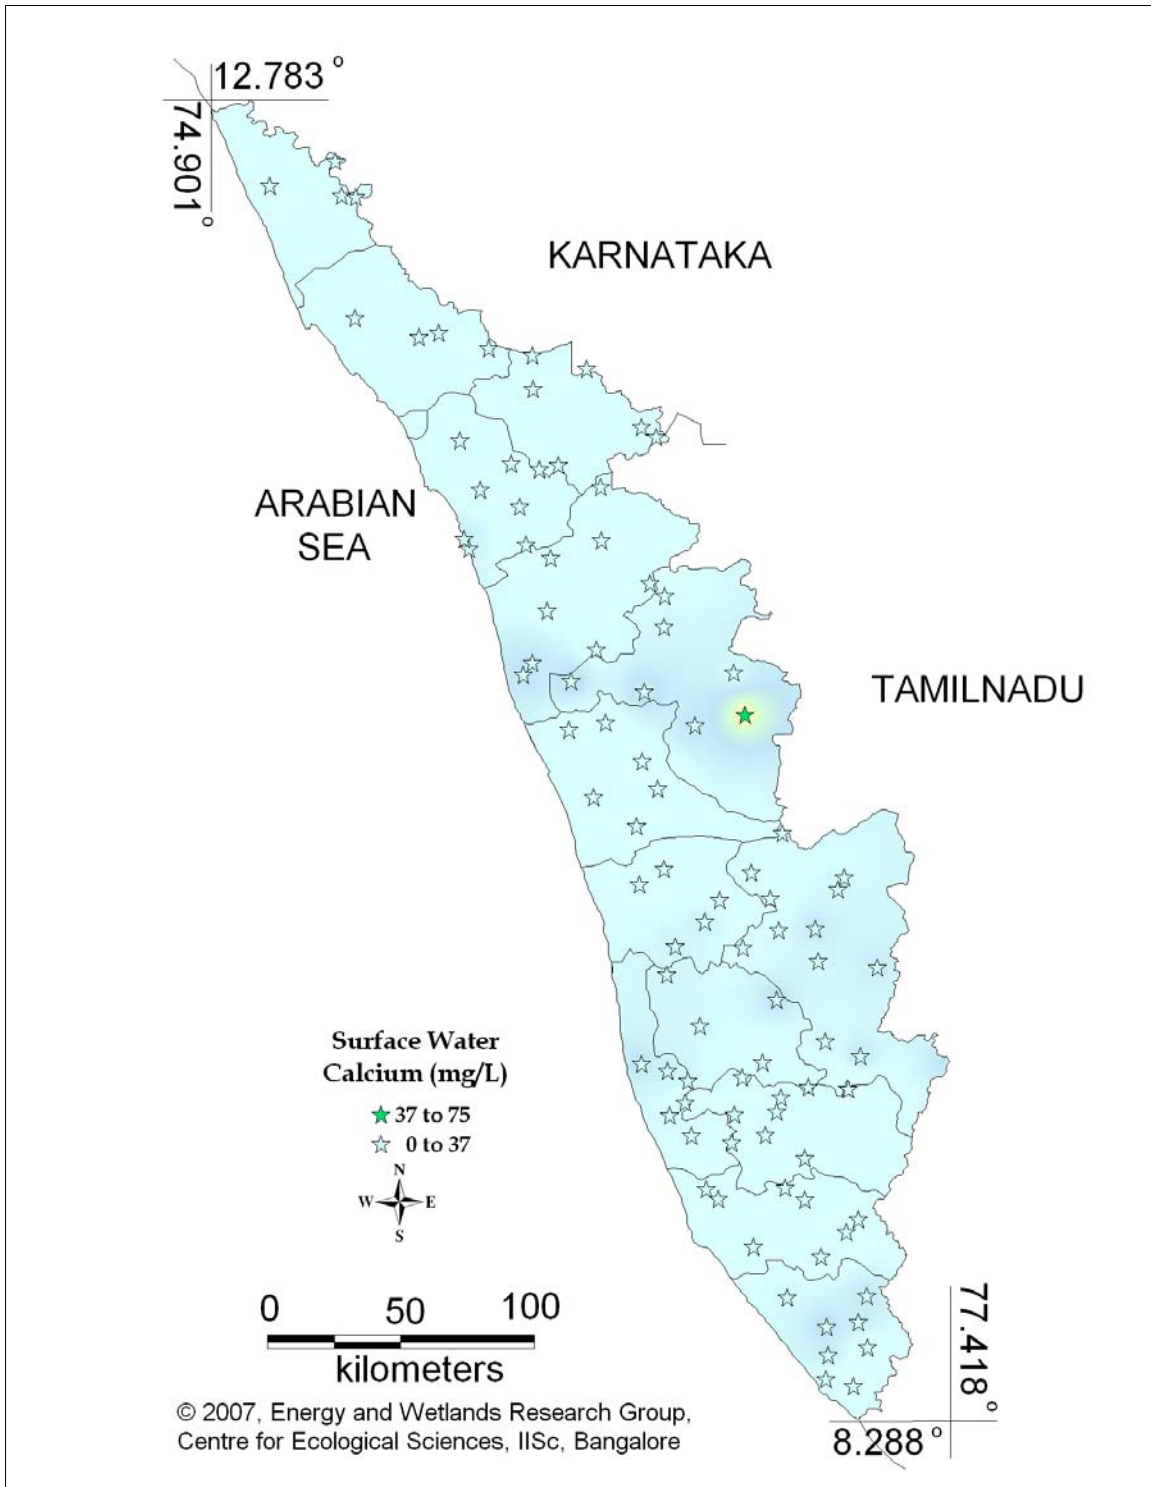 12.783 °
74.901°
KARNATAKA
ARABIAN
SEA
TAMILNADU
Surface Water
Calcium (mg/L)
37 to 75
0 to 37
N
W E
S
0 50 100
kilometers
77.418°
8.288 °
© 2007, Energy and Wetlands Research Group,
Centre for Ecological Sciences, IISc, Bangalore